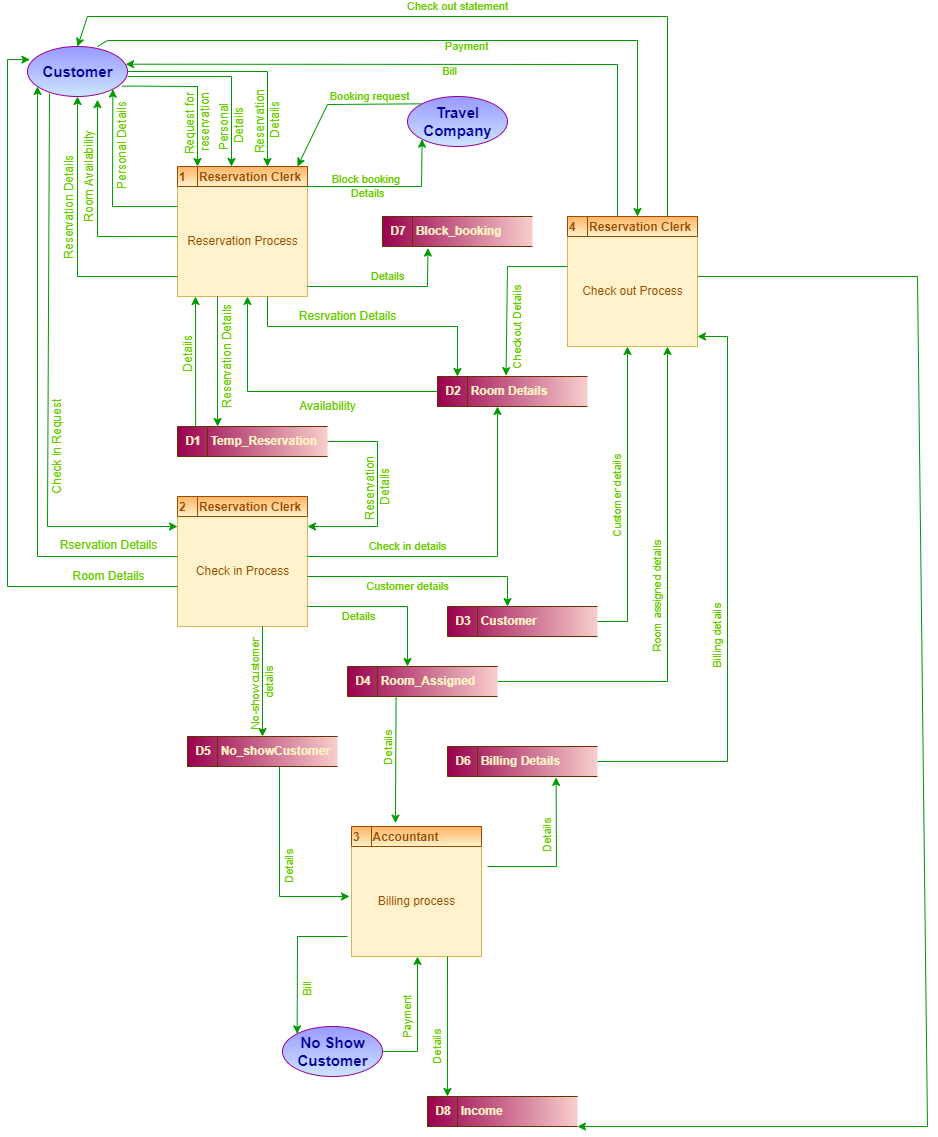 Check out statement
Payment
Bill
Customer
Booking request
Travel
Company
Request for
reservation
Personal
Details
Reservation
Details
Personal Details
Room Availability
Reservation Details
1 Reservation Clerk
Reservation Process
Block booking
Details
D7 Block_booking
Details
4 Reservation Clerk
Check out Process
Details
Reservation Details
Resrvation Details
Checkout Details
D2 Room Details
Availability
D1 Temp_Reservation
Check in Request
Reservation
Details
Customer details
2 Reservation Clerk
Check in Process
Rservation Details
Room Details
Check in details
Customer details
Details
D3 Customer
Room assigned details
Billing details
No-show customer
details
D4 Room_Assigned
D5 No_showCustomer
Details
D6 Billing Details
3 Accountant
Billing process
Details
Details
Bill
Payment
No Show
Customer
Details
D8 Income